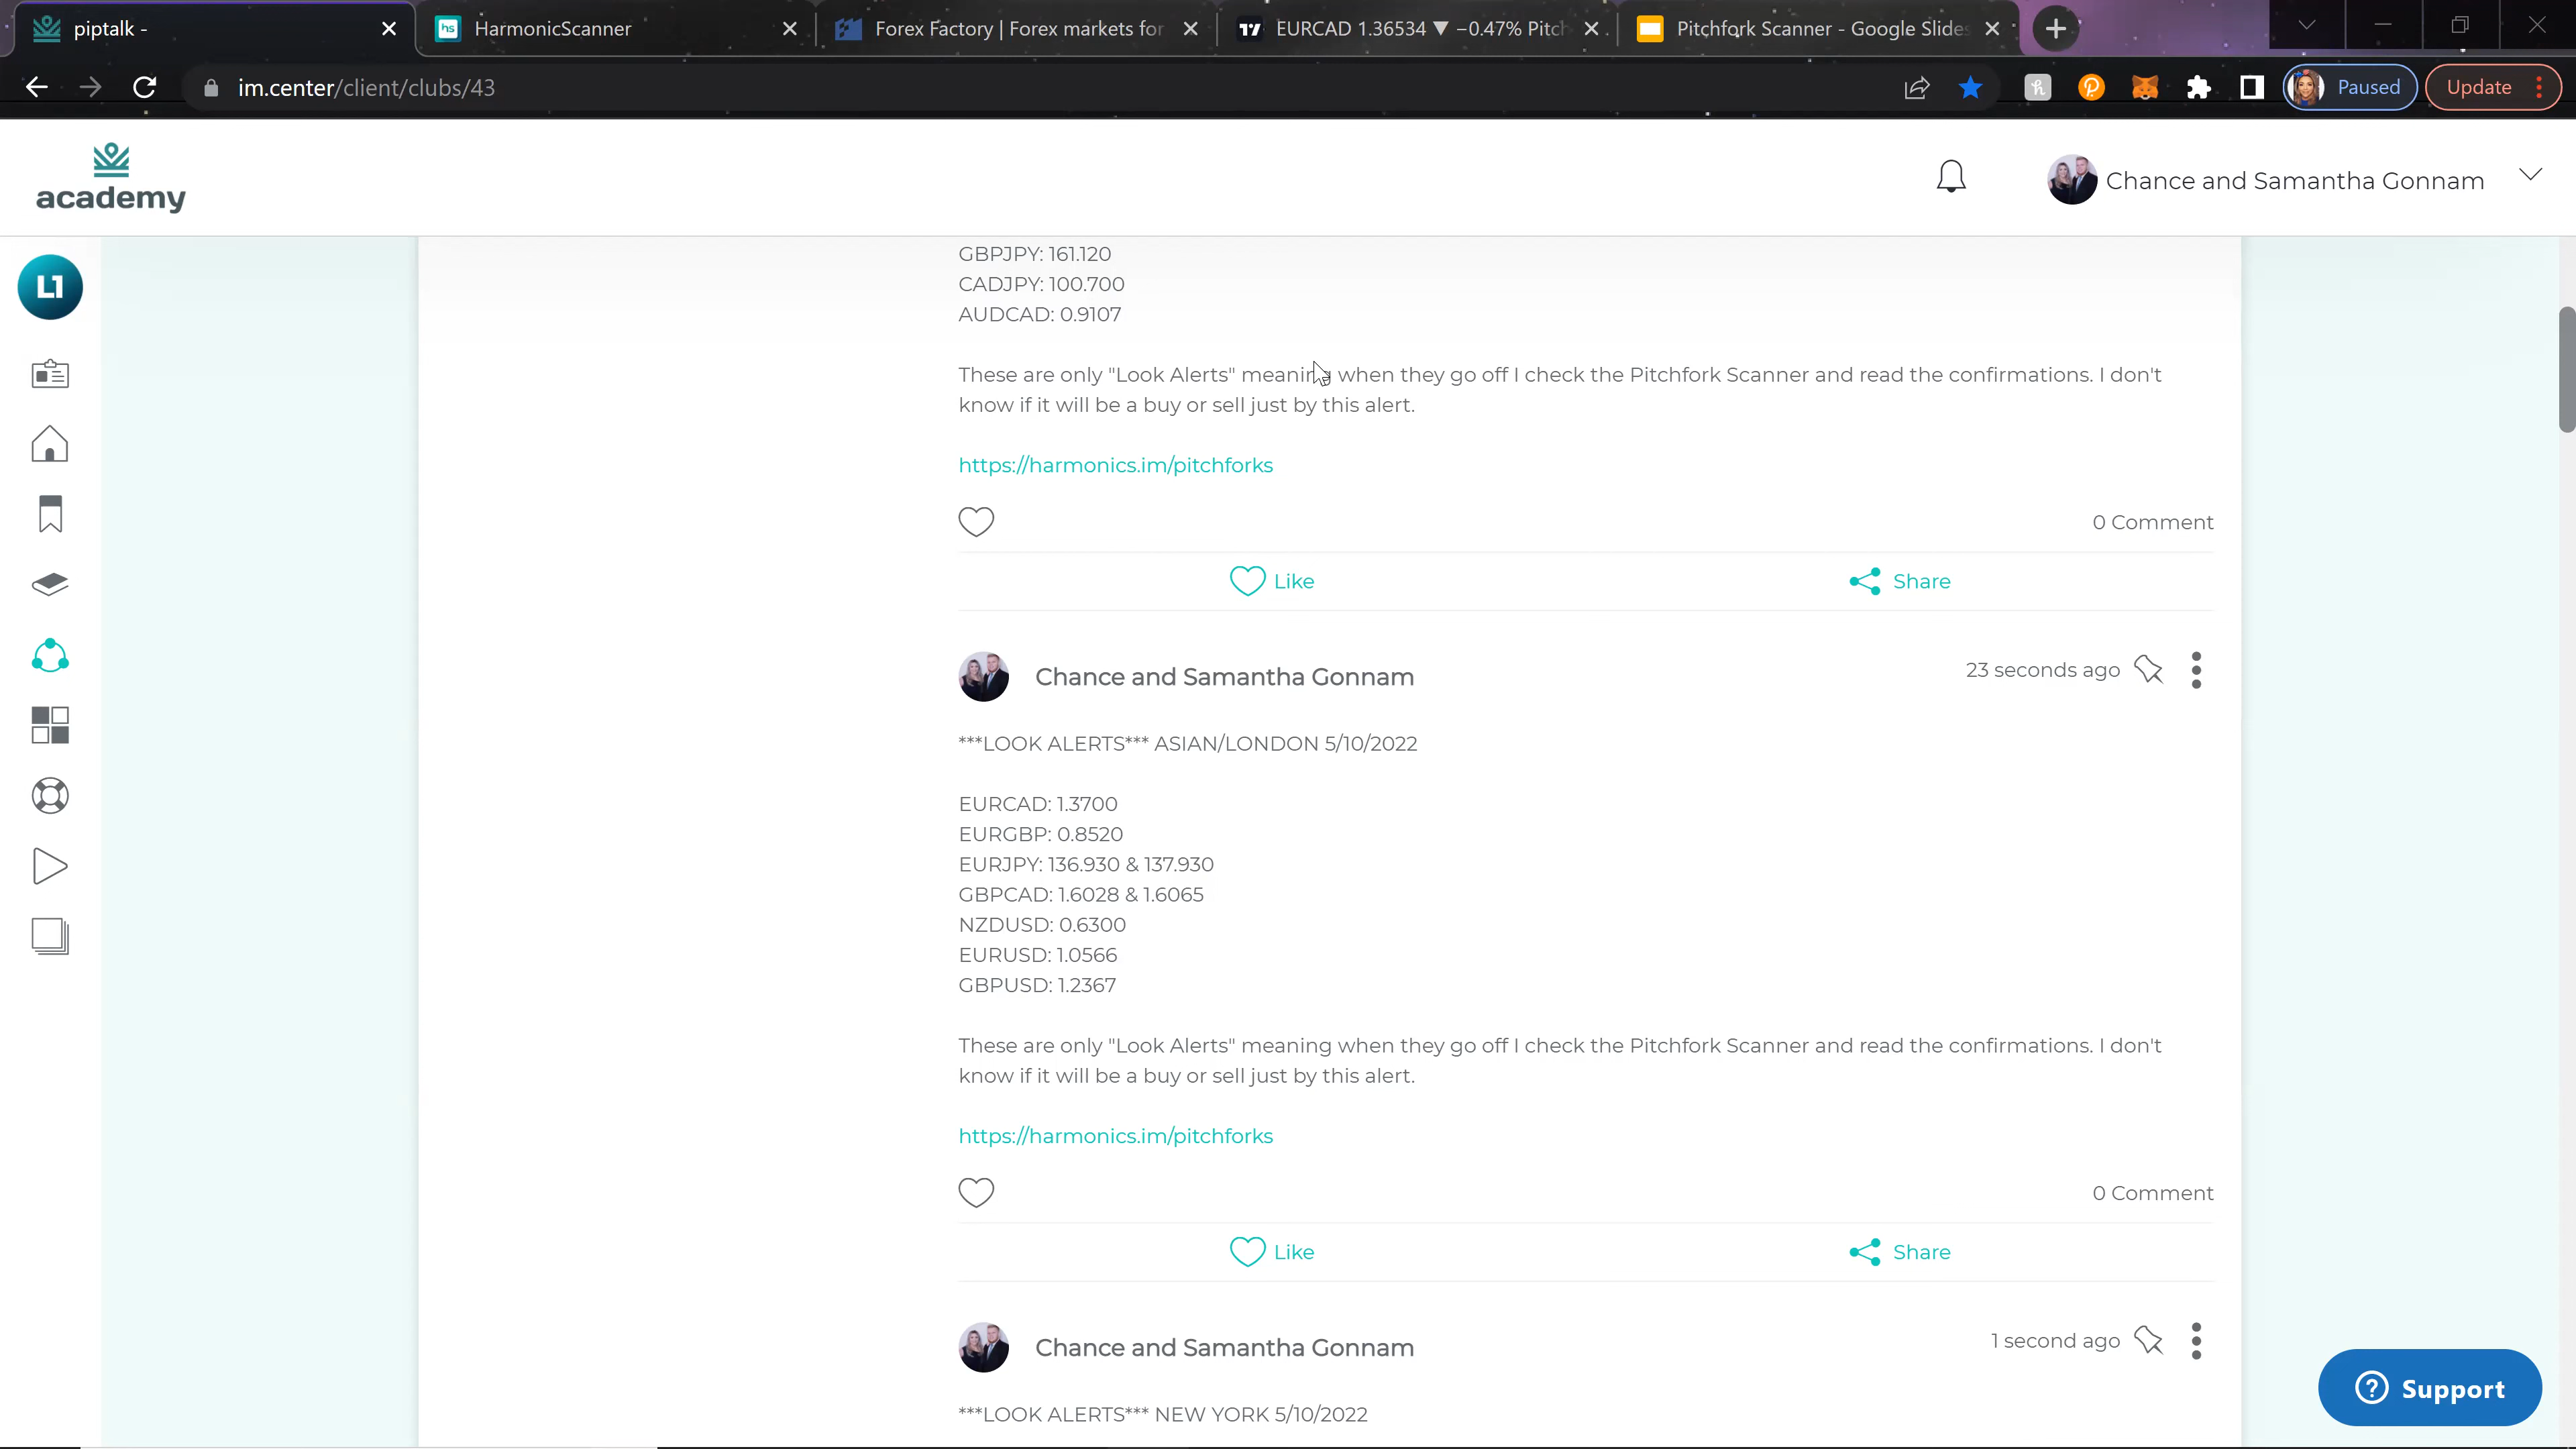 piptalk -
hs
HarmonicScanner
Forex Factory | Forex markets for
EURCAD 1.36534 ▼ −0.47% Pitch
Pitchfork Scanner - Google Slides
im.center/client/clubs/43
Paused
Update
academy
Chance and Samantha Gonnam
L1
GBPJPY: 161.120
CADJPY: 100.700
AUDCAD: 0.9107
These are only "Look Alerts" meaning when they go off I check the Pitchfork Scanner and read the confirmations. I don't
know if it will be a buy or sell just by this alert.
https://harmonics.im/pitchforks
0 Comment
Like
Share
Chance and Samantha Gonnam
23 seconds ago
***LOOK ALERTS*** ASIAN/LONDON 5/10/2022
EURCAD: 1.3700
EURGBP: 0.8520
EURJPY: 136.930 & 137.930
GBPCAD: 1.6028 & 1.6065
NZDUSD: 0.6300
EURUSD: 1.0566
GBPUSD: 1.2367
These are only "Look Alerts" meaning when they go off I check the Pitchfork Scanner and read the confirmations. I don't
know if it will be a buy or sell just by this alert.
https://harmonics.im/pitchforks
0 Comment
Like
Share
Chance and Samantha Gonnam
1 second ago
***LOOK ALERTS*** NEW YORK 5/10/2022
Support